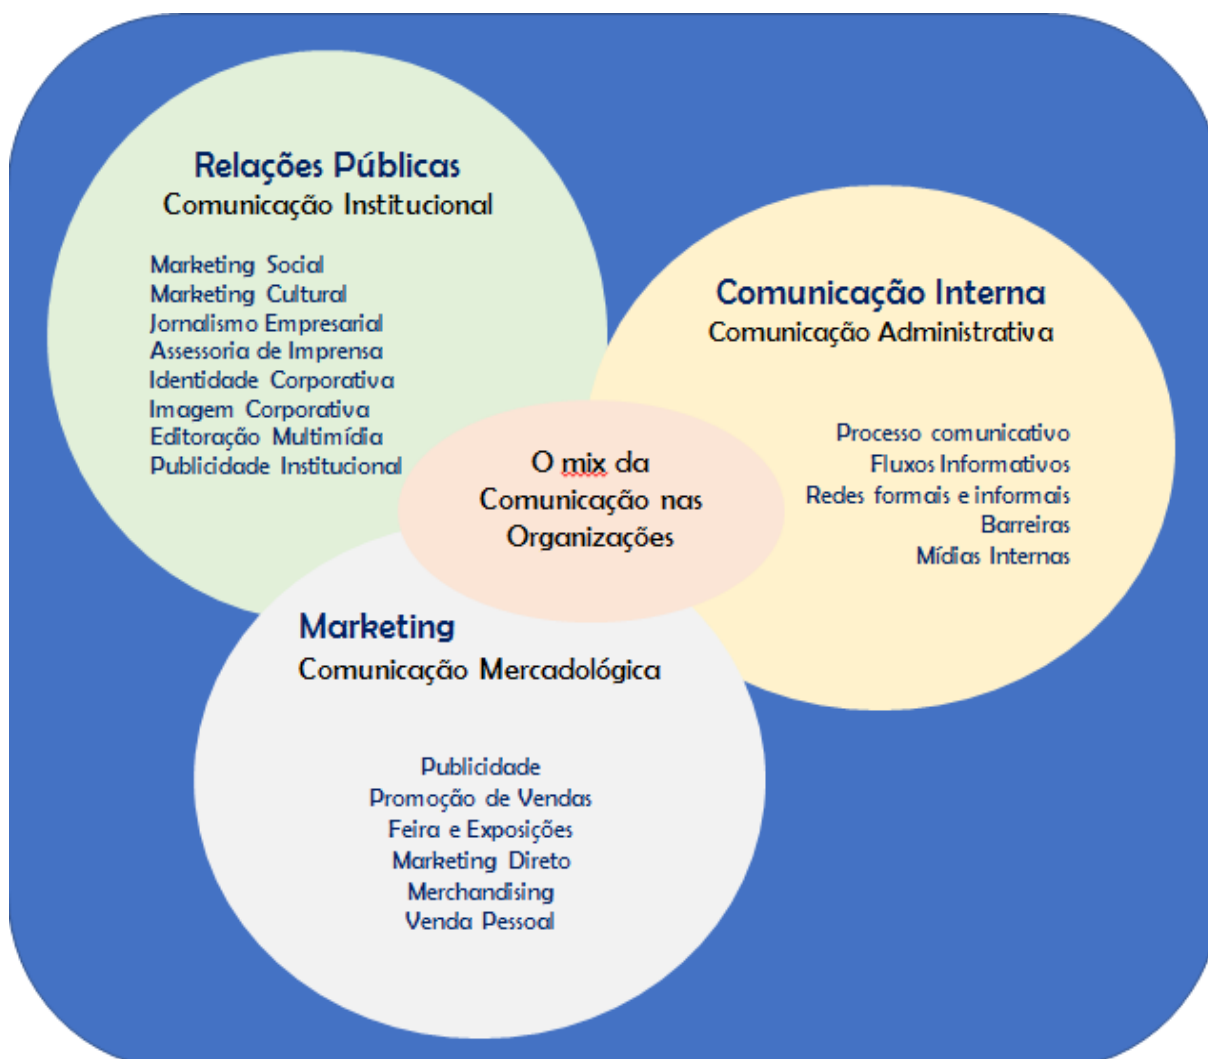 Relações Públicas
Comunicação Institucional
Marketing Social
Marketing Cultural
Jornalismo Empresarial
Assessoria de Imprensa
Identidade Corporativa
Imagem Corporativa
Editoração Multimídia
Publicidade Institucional
Comunicação Interna
Comunicação Administrativa
Processo comunicativo
Fluxos Informativos
Redes formais e informais
Barreiras
Mídias Internas
O mix da
Comunicação nas
Organizações
Marketing
Comunicação Mercadológica
Publicidade
Promoção de Vendas
Feira e Exposições
Marketing Direto
Merchandising
Venda Pessoal